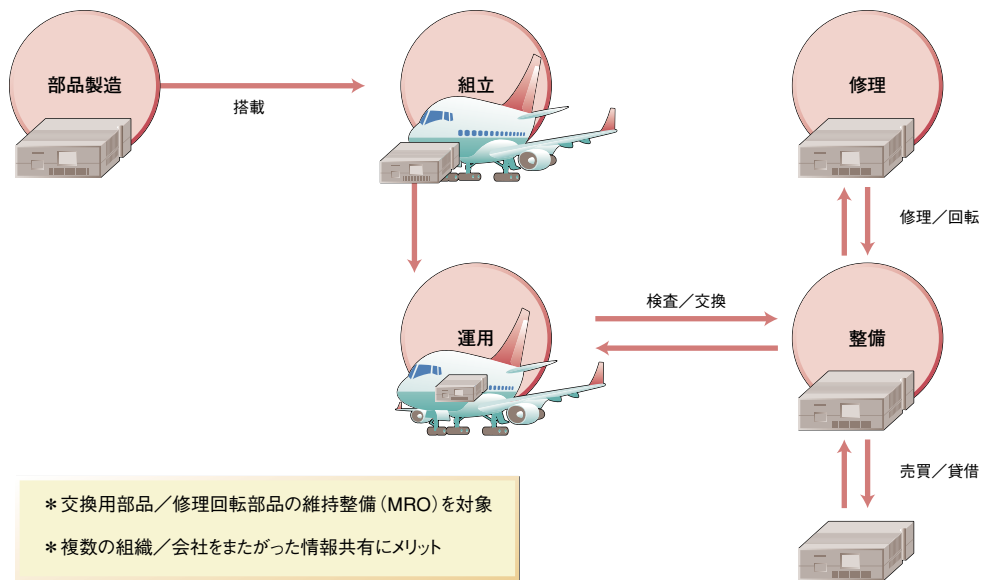 部品製造
搭載
組立
修理
修理／回転
運用
検査／交換
整備
売買／貸借
＊交換用部品／修理回転部品の維持整備（MRO）を対象
＊複数の組織／会社をまたがった情報共有にメリット